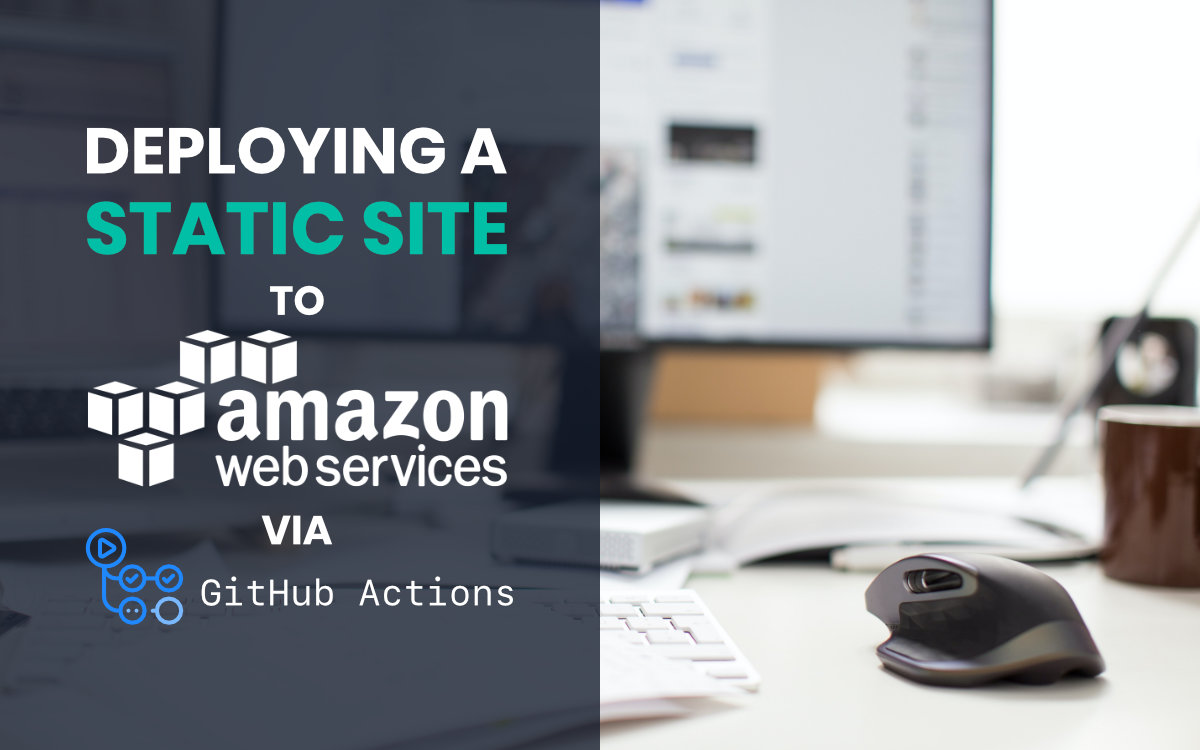 DEPLOYING A
STATIC SITE
TO
amazon
web services
VIA
GitHub Actions